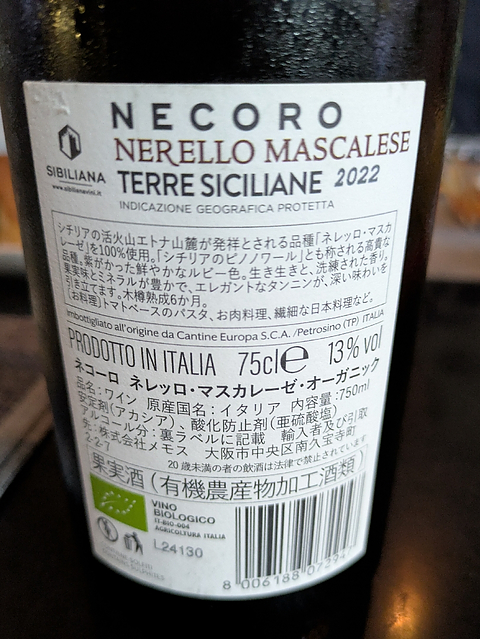 NECORO
NERELLO MASCALESE
SIBILIANA
www.sibilianavini.it
TERRE SICILIANE 2022
INDICAZIONE GEOGRAFICA PROTETTA
シチリアの活火山エトナ山麓が発祥とされる品種「ネレッロ・マスカ
レーゼ」を100%使用。「シチリアのピノノワール」とも称される高貴な
品種。紫がかった鮮やかなルビー色。生き生きと、洗練された香り。
果実味とミネラルが豊かで、エレガントなタンニンが、深い味わいを
引き立てます。木樽熟成6か月。
お料理)トマトベースのパスタ、お肉料理、繊細な日本料理など。
Imbottigliato all'origine da Cantine Europa S.C.A. /Petrosino (TP) ITALIA
PRODOTTO IN ITALIA 75cl e 13% vol
ネコーロ ネレッロ・マスカレーゼ・オーガニック
品名:ワイン 原産国名:イタリア 内容量:750ml
安定剤(アカシア)、酸化防止剤(亜硫酸塩)
アルコール分:裏ラベルに記載 輸入者及び引取
先:株式会社メモス 大阪市中央区南久宝寺町
2-2-7
20歳未満の者の飲酒は法律で禁止されています
果実酒(有機農産物加工酒類)
VINO
BIOLOGICO
IT-BIO-004
AGRICOLTURA ITALIA
L24130
8 006188